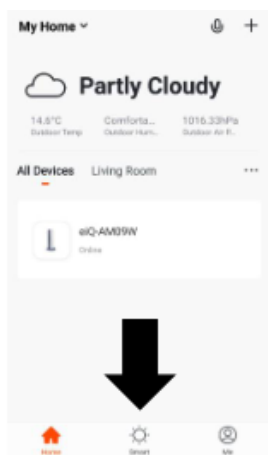 My Home
Partly Cloudy
14.6°C Comforta... 1016.33hPa
Outdoor Temp Outdoor Hum... Outdoor Air P...
All Devices Living Room ...
eiQ-AM09W
Online
Home Smart Me